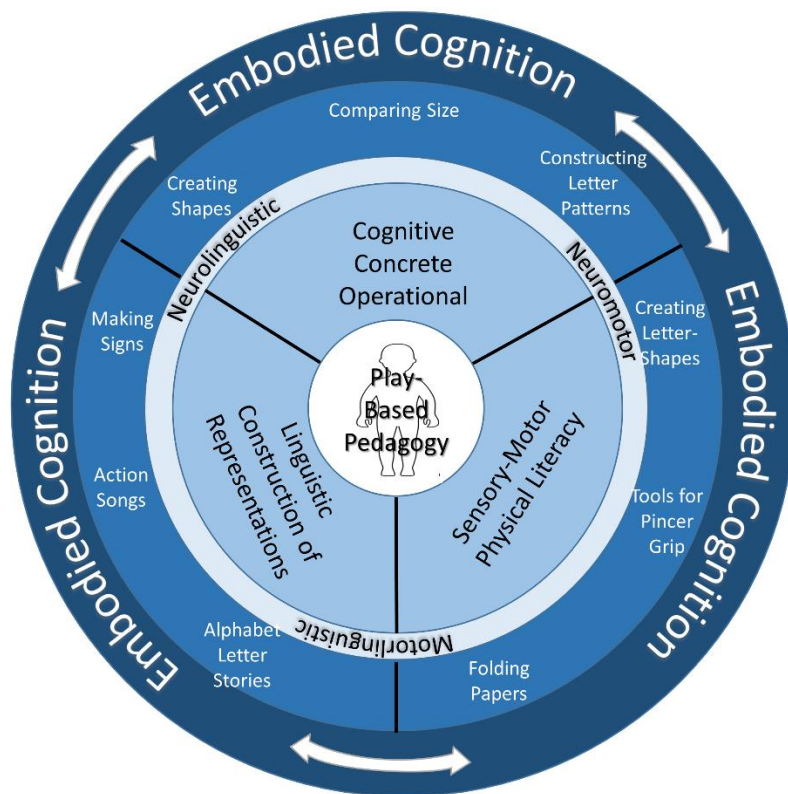 Embodied Cognition
Comparing Size
Constructing
Letter
Patterns
Creating
Shapes
Neurolinguistic
Cognitive
Concrete
Operational
Neuromotor
Making
Signs
Creating
Letter-
Shapes
Play-
Based
Pedagogy
Embodied Cognition
Embodied Cognition
Linguistic
Construction of
Representations
Sensory-Motor
Physical Literacy
Action
Songs
Tools for
Pincer
Grip
Motorlinguistic
Alphabet
Letter
Stories
Folding
Papers